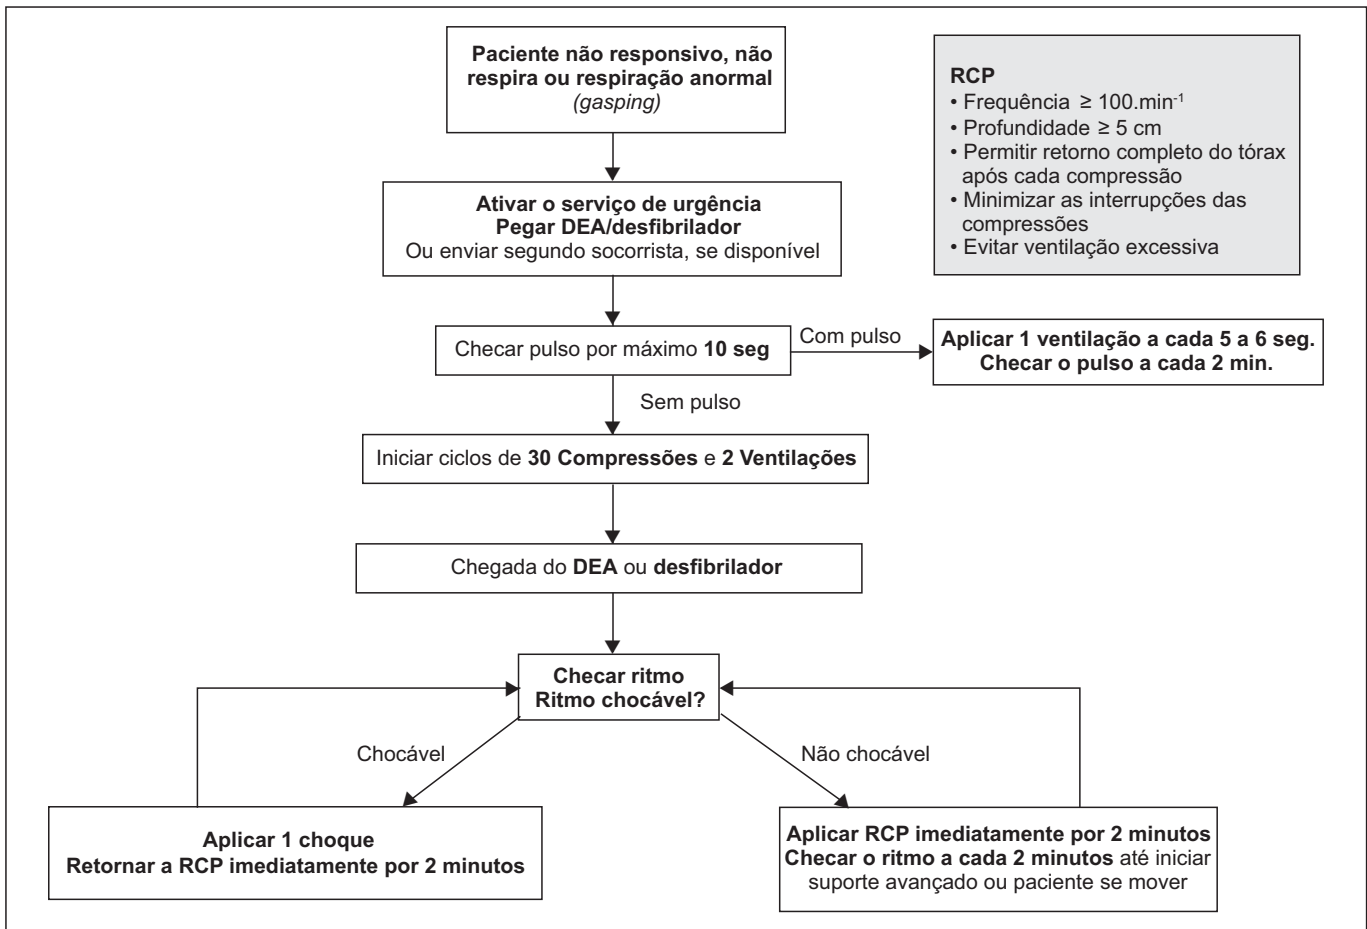 Paciente não responsivo, não
respira ou respiração anormal
(gasping)
RCP
• Frequência ≥ 100.min⁻¹
• Profundidade ≥ 5 cm
• Permitir retorno completo do tórax
após cada compressão
• Minimizar as interrupções das
compressões
• Evitar ventilação excessiva
Ativar o serviço de urgência
Pegar DEA/desfibrilador
Ou enviar segundo socorrista, se disponível
Checar pulso por máximo 10 seg
Com pulso
Aplicar 1 ventilação a cada 5 a 6 seg.
Checar o pulso a cada 2 min.
Sem pulso
Iniciar ciclos de 30 Compressões e 2 Ventilações
Chegada do DEA ou desfibrilador
Checar ritmo
Ritmo chocável?
Chocável
Não chocável
Aplicar 1 choque
Retornar a RCP imediatamente por 2 minutos
Aplicar RCP imediatamente por 2 minutos
Checar o ritmo a cada 2 minutos até iniciar
suporte avançado ou paciente se mover